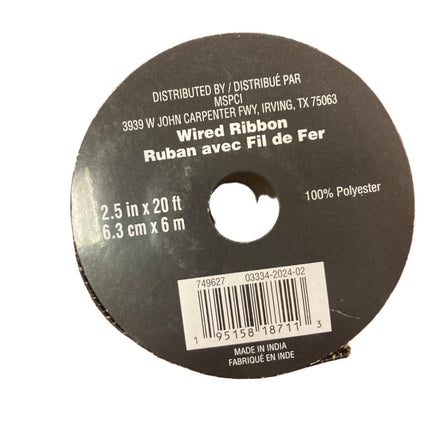 DISTRIBUTED BY / DISTRIBUÉ PAR
MSPCI
3939 W JOHN CARPENTER FWY, IRVING, TX 75063
Wired Ribbon
Ruban avec Fil de Fer
2.5 in x 20 ft
6.3 cm x 6 m
100% Polyester
749627 03334-2024-02
1 95158 18711 3
MADE IN INDIA
FABRIQUÉ EN INDE